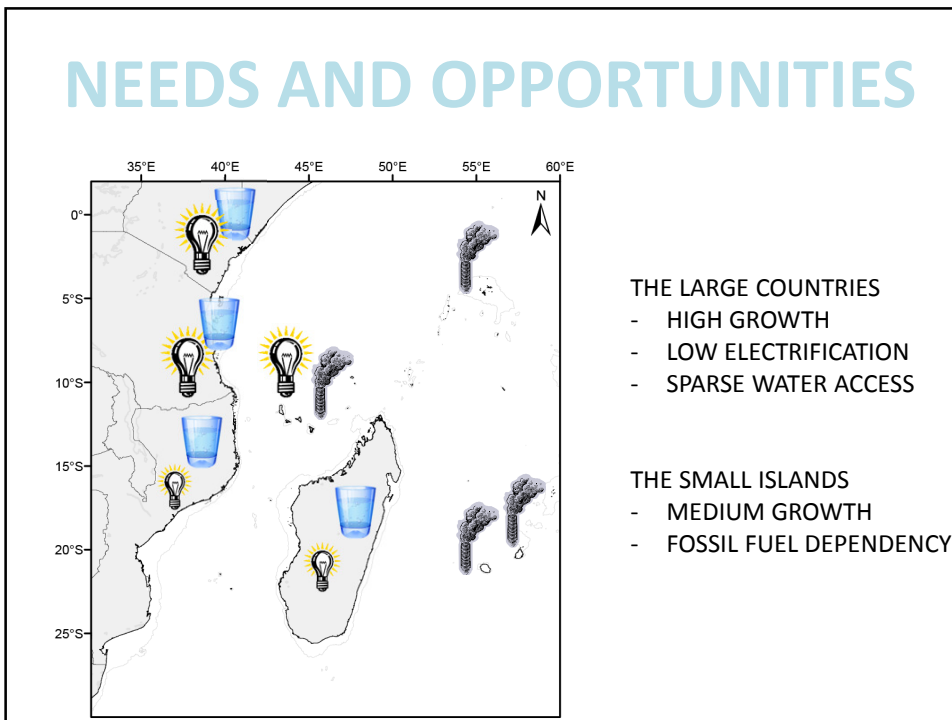 NEEDS AND OPPORTUNITIES
35°E 40°E 45°E 50°E 55°E 60°E
N
0°
5°S
10°S
15°S
20°S
25°S
THE LARGE COUNTRIES
- HIGH GROWTH
- LOW ELECTRIFICATION
- SPARSE WATER ACCESS
THE SMALL ISLANDS
- MEDIUM GROWTH
- FOSSIL FUEL DEPENDENCY